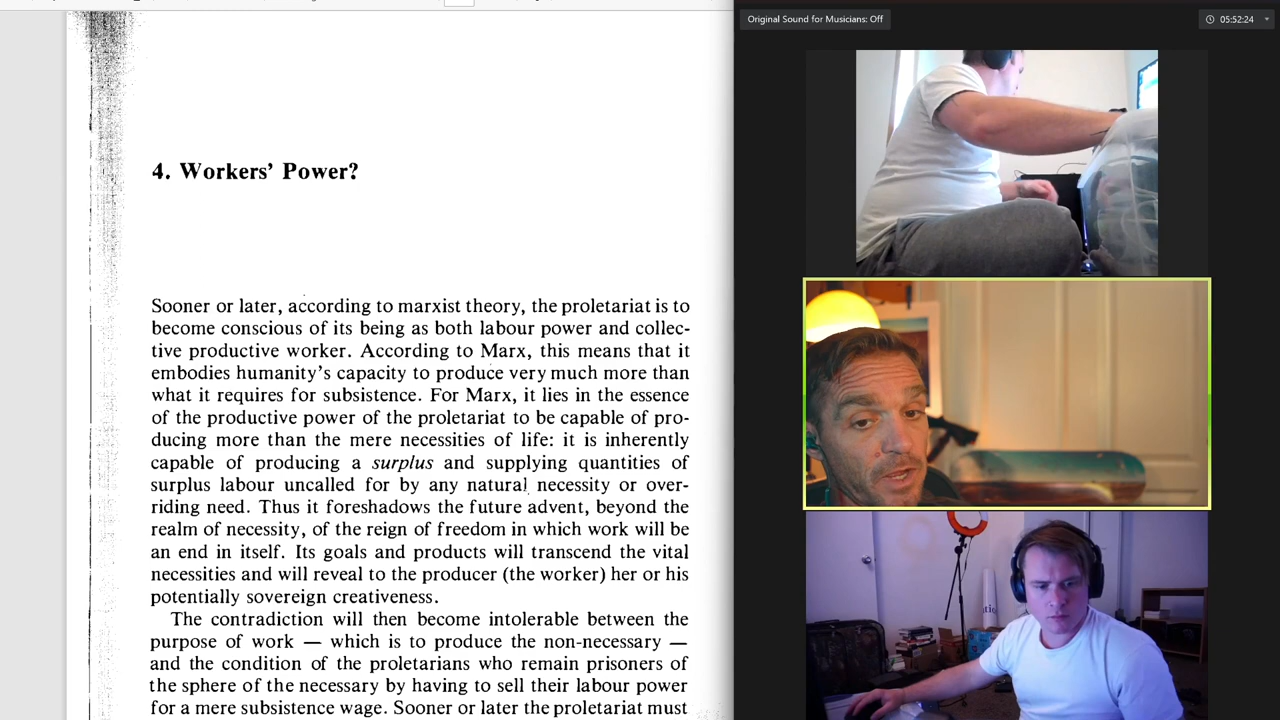 Original Sound for Musicians: Off
05:52:24
4. Workers' Power?
Sooner or later, according to marxist theory, the proletariat is to
become conscious of its being as both labour power and collec-
tive productive worker. According to Marx, this means that it
embodies humanity's capacity to produce very much more than
what it requires for subsistence. For Marx, it lies in the essence
of the productive power of the proletariat to be capable of pro-
ducing more than the mere necessities of life: it is inherently
capable of producing a surplus and supplying quantities of
surplus labour uncalled for by any natural necessity or over-
riding need. Thus it foreshadows the future advent, beyond the
realm of necessity, of the reign of freedom in which work will be
an end in itself. Its goals and products will transcend the vital
necessities and will reveal to the producer (the worker) her or his
potentially sovereign creativeness.
The contradiction will then become intolerable between the
purpose of work — which is to produce the non-necessary —
and the condition of the proletarians who remain prisoners of
the sphere of the necessary by having to sell their labour power
for a mere subsistence wage. Sooner or later the proletariat must